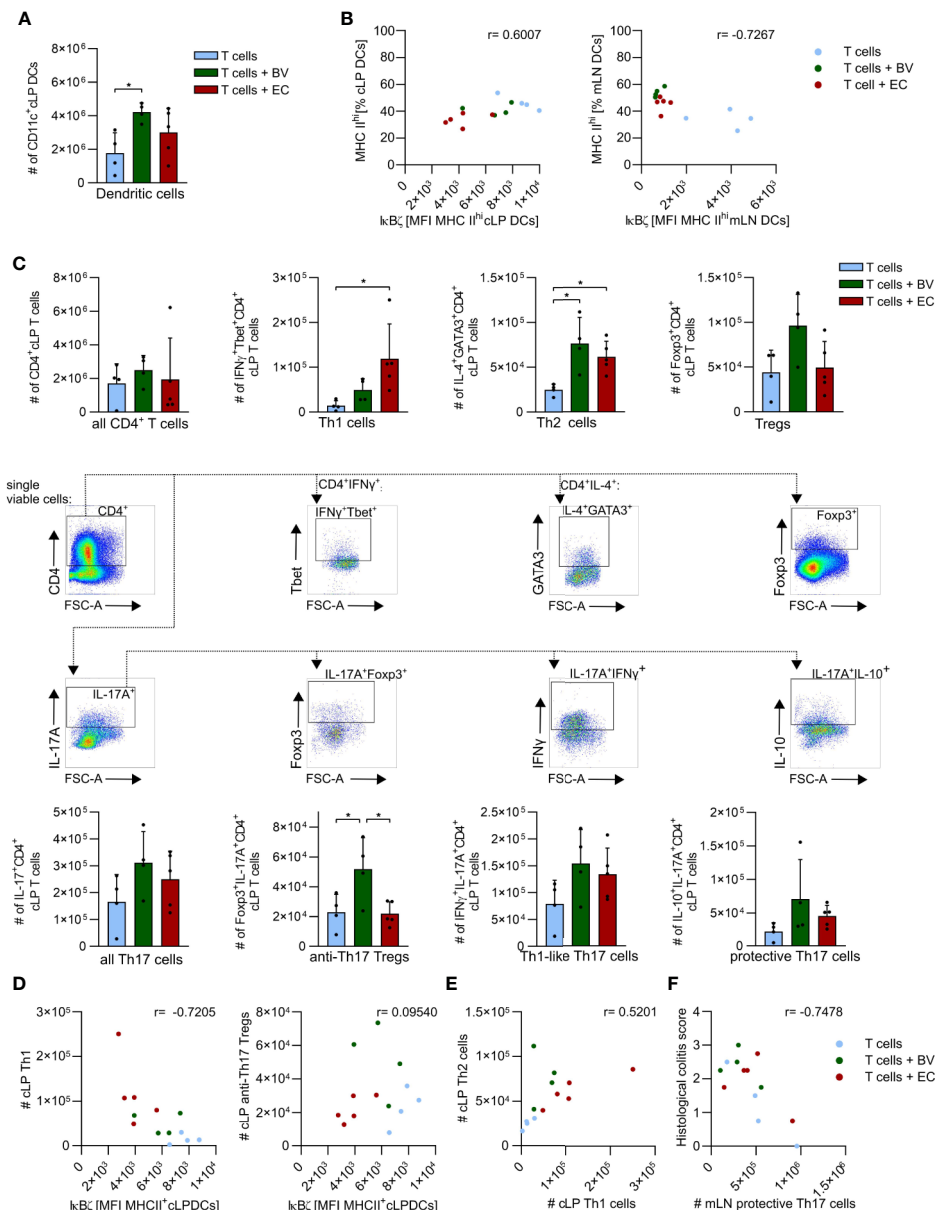 A
# of CD11c⁺cLP DCs
8×10⁶
6×10⁶
4×10⁶
2×10⁶
0
*
Dendritic cells
T cells
T cells + BV
T cells + EC
B
r= 0.6007
MHC IIʰⁱ[% cLP DCs]
100
80
60
40
20
0
0
2×10³
4×10³
6×10³
8×10³
1×10⁴
IκBζ [MFI MHC IIʰⁱcLP DCs]
r= -0.7267
MHC IIʰⁱ[% mLN DCs]
100
80
60
40
20
0
0
2×10³
4×10³
6×10³
IκBζ [MFI MHC IIʰⁱmLN DCs]
T cells
T cells + BV
T cell + EC
C
# of CD4⁺cLP T cells
8×10⁶
6×10⁶
4×10⁶
2×10⁶
0
all CD4⁺ T cells
# of IFNγ⁺Tbet⁺CD4⁺
cLP T cells
3×10⁵
2×10⁵
1×10⁵
0
*
Th1 cells
# of IL-4⁺GATA3⁺CD4⁺
cLP T cells
1.5×10⁵
1×10⁵
5×10⁴
0
*
*
Th2 cells
# of Foxp3⁺CD4⁺
cLP T cells
1.5×10⁵
1×10⁵
5×10⁴
0
Tregs
T cells
T cells + BV
T cells + EC
single
viable cells:
CD4⁺
CD4
FSC-A
CD4⁺IFNγ⁺:
IFNγ⁺Tbet⁺
Tbet
FSC-A
CD4⁺IL-4⁺:
IL-4⁺GATA3⁺
GATA3
FSC-A
Foxp3⁺
Foxp3
FSC-A
IL-17A⁺
IL-17A
FSC-A
IL-17A⁺Foxp3⁺
Foxp3
FSC-A
IL-17A⁺IFNγ⁺
IFNγ
FSC-A
IL-17A⁺IL-10⁺
IL-10
FSC-A
# of IL-17⁺CD4⁺
cLP T cells
5×10⁵
4×10⁵
3×10⁵
2×10⁵
1×10⁵
0
all Th17 cells
# of Foxp3⁺IL-17A⁺CD4⁺
cLP T cells
8×10⁴
6×10⁴
4×10⁴
2×10⁴
0
*
*
anti-Th17 Tregs
# of IFNγ⁺IL-17A⁺CD4⁺
cLP T cells
2.5×10⁵
2×10⁵
1.5×10⁵
1×10⁵
5×10⁴
0
Th1-like Th17 cells
# of IL-10⁺IL-17A⁺CD4⁺
cLP T cells
2×10⁵
1.5×10⁵
1×10⁵
5×10⁴
0
protective Th17 cells
D
r= -0.7205
# cLP Th1
3×10⁵
2×10⁵
1×10⁵
0
0
2×10³
4×10³
6×10³
8×10³
1×10⁴
IκBζ [MFI MHCII⁺cLPDCs]
r= 0.09540
# cLP anti-Th17 Tregs
8×10⁴
6×10⁴
4×10⁴
2×10⁴
0
0
2×10³
4×10³
6×10³
8×10³
1×10⁴
IκBζ [MFI MHCII⁺cLPDCs]
E
r= 0.5201
# cLP Th2 cells
1.5×10⁵
1×10⁵
5×10⁴
0
0
1×10⁵
2×10⁵
3×10⁵
# cLP Th1 cells
F
r= -0.7478
Histological colitis score
4
3
2
1
0
0
5×10⁵
1×10⁶
1.5×10⁶
# mLN protective Th17 cells
T cells
T cells + BV
T cells + EC